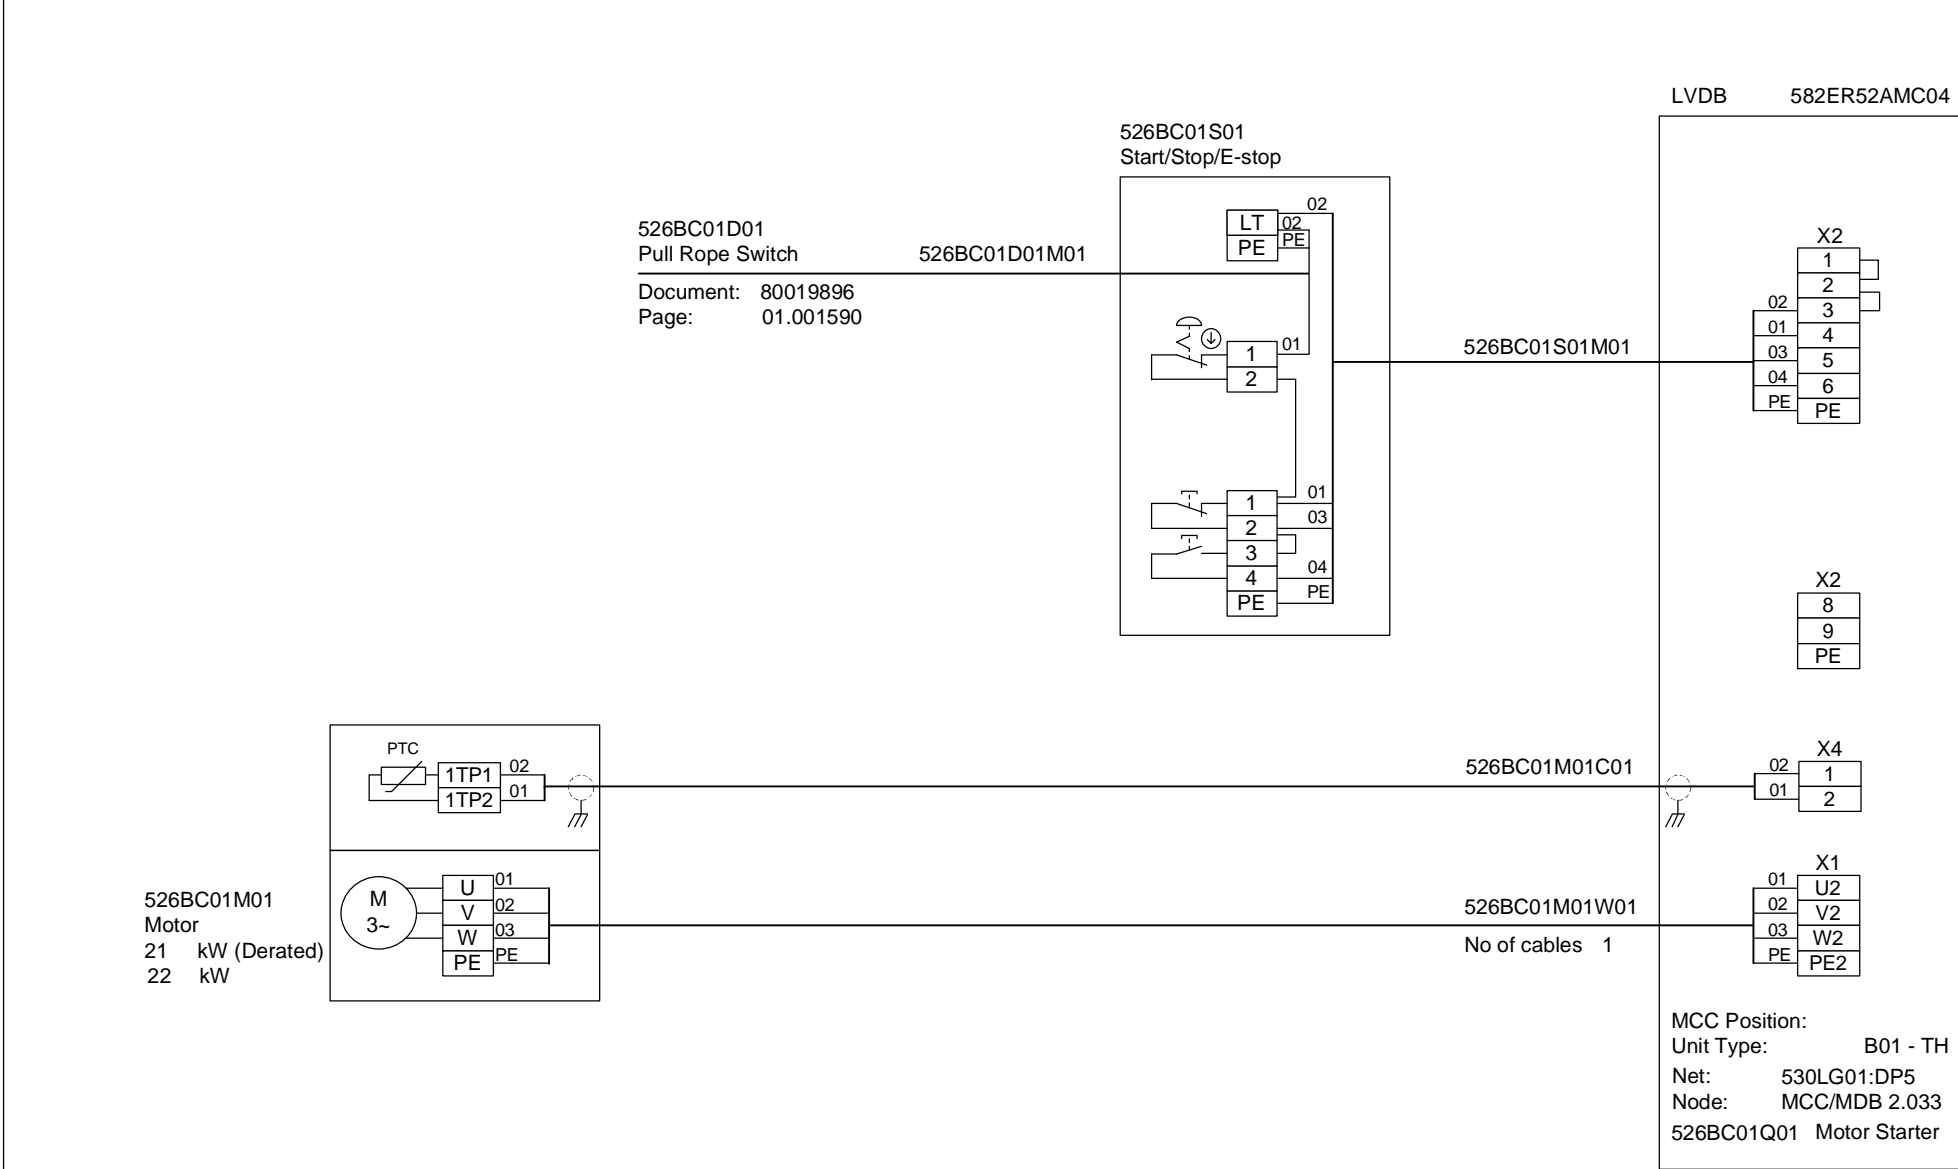 LVDB 582ER52AMC04
526BC01S01
Start/Stop/E-stop
02
LT 02
PE PE
526BC01D01
Pull Rope Switch 526BC01D01M01
Document: 80019896
Page: 01.001590
1 01
2
1 01
2 03
3
4 04
PE PE
526BC01S01M01
X2
1
2
02 3
01 4
03 5
04 6
PE PE
X2
8
9
PE
PTC
1TP1 02
1TP2 01
526BC01M01C01
X4
02 1
01 2
526BC01M01
Motor
21 kW (Derated)
22 kW
M
3~
U 01
V 02
W 03
PE PE
526BC01M01W01
No of cables 1
X1
01 U2
02 V2
03 W2
PE PE2
MCC Position:
Unit Type: B01 - TH
Net: 530LG01:DP5
Node: MCC/MDB 2.033
526BC01Q01 Motor Starter